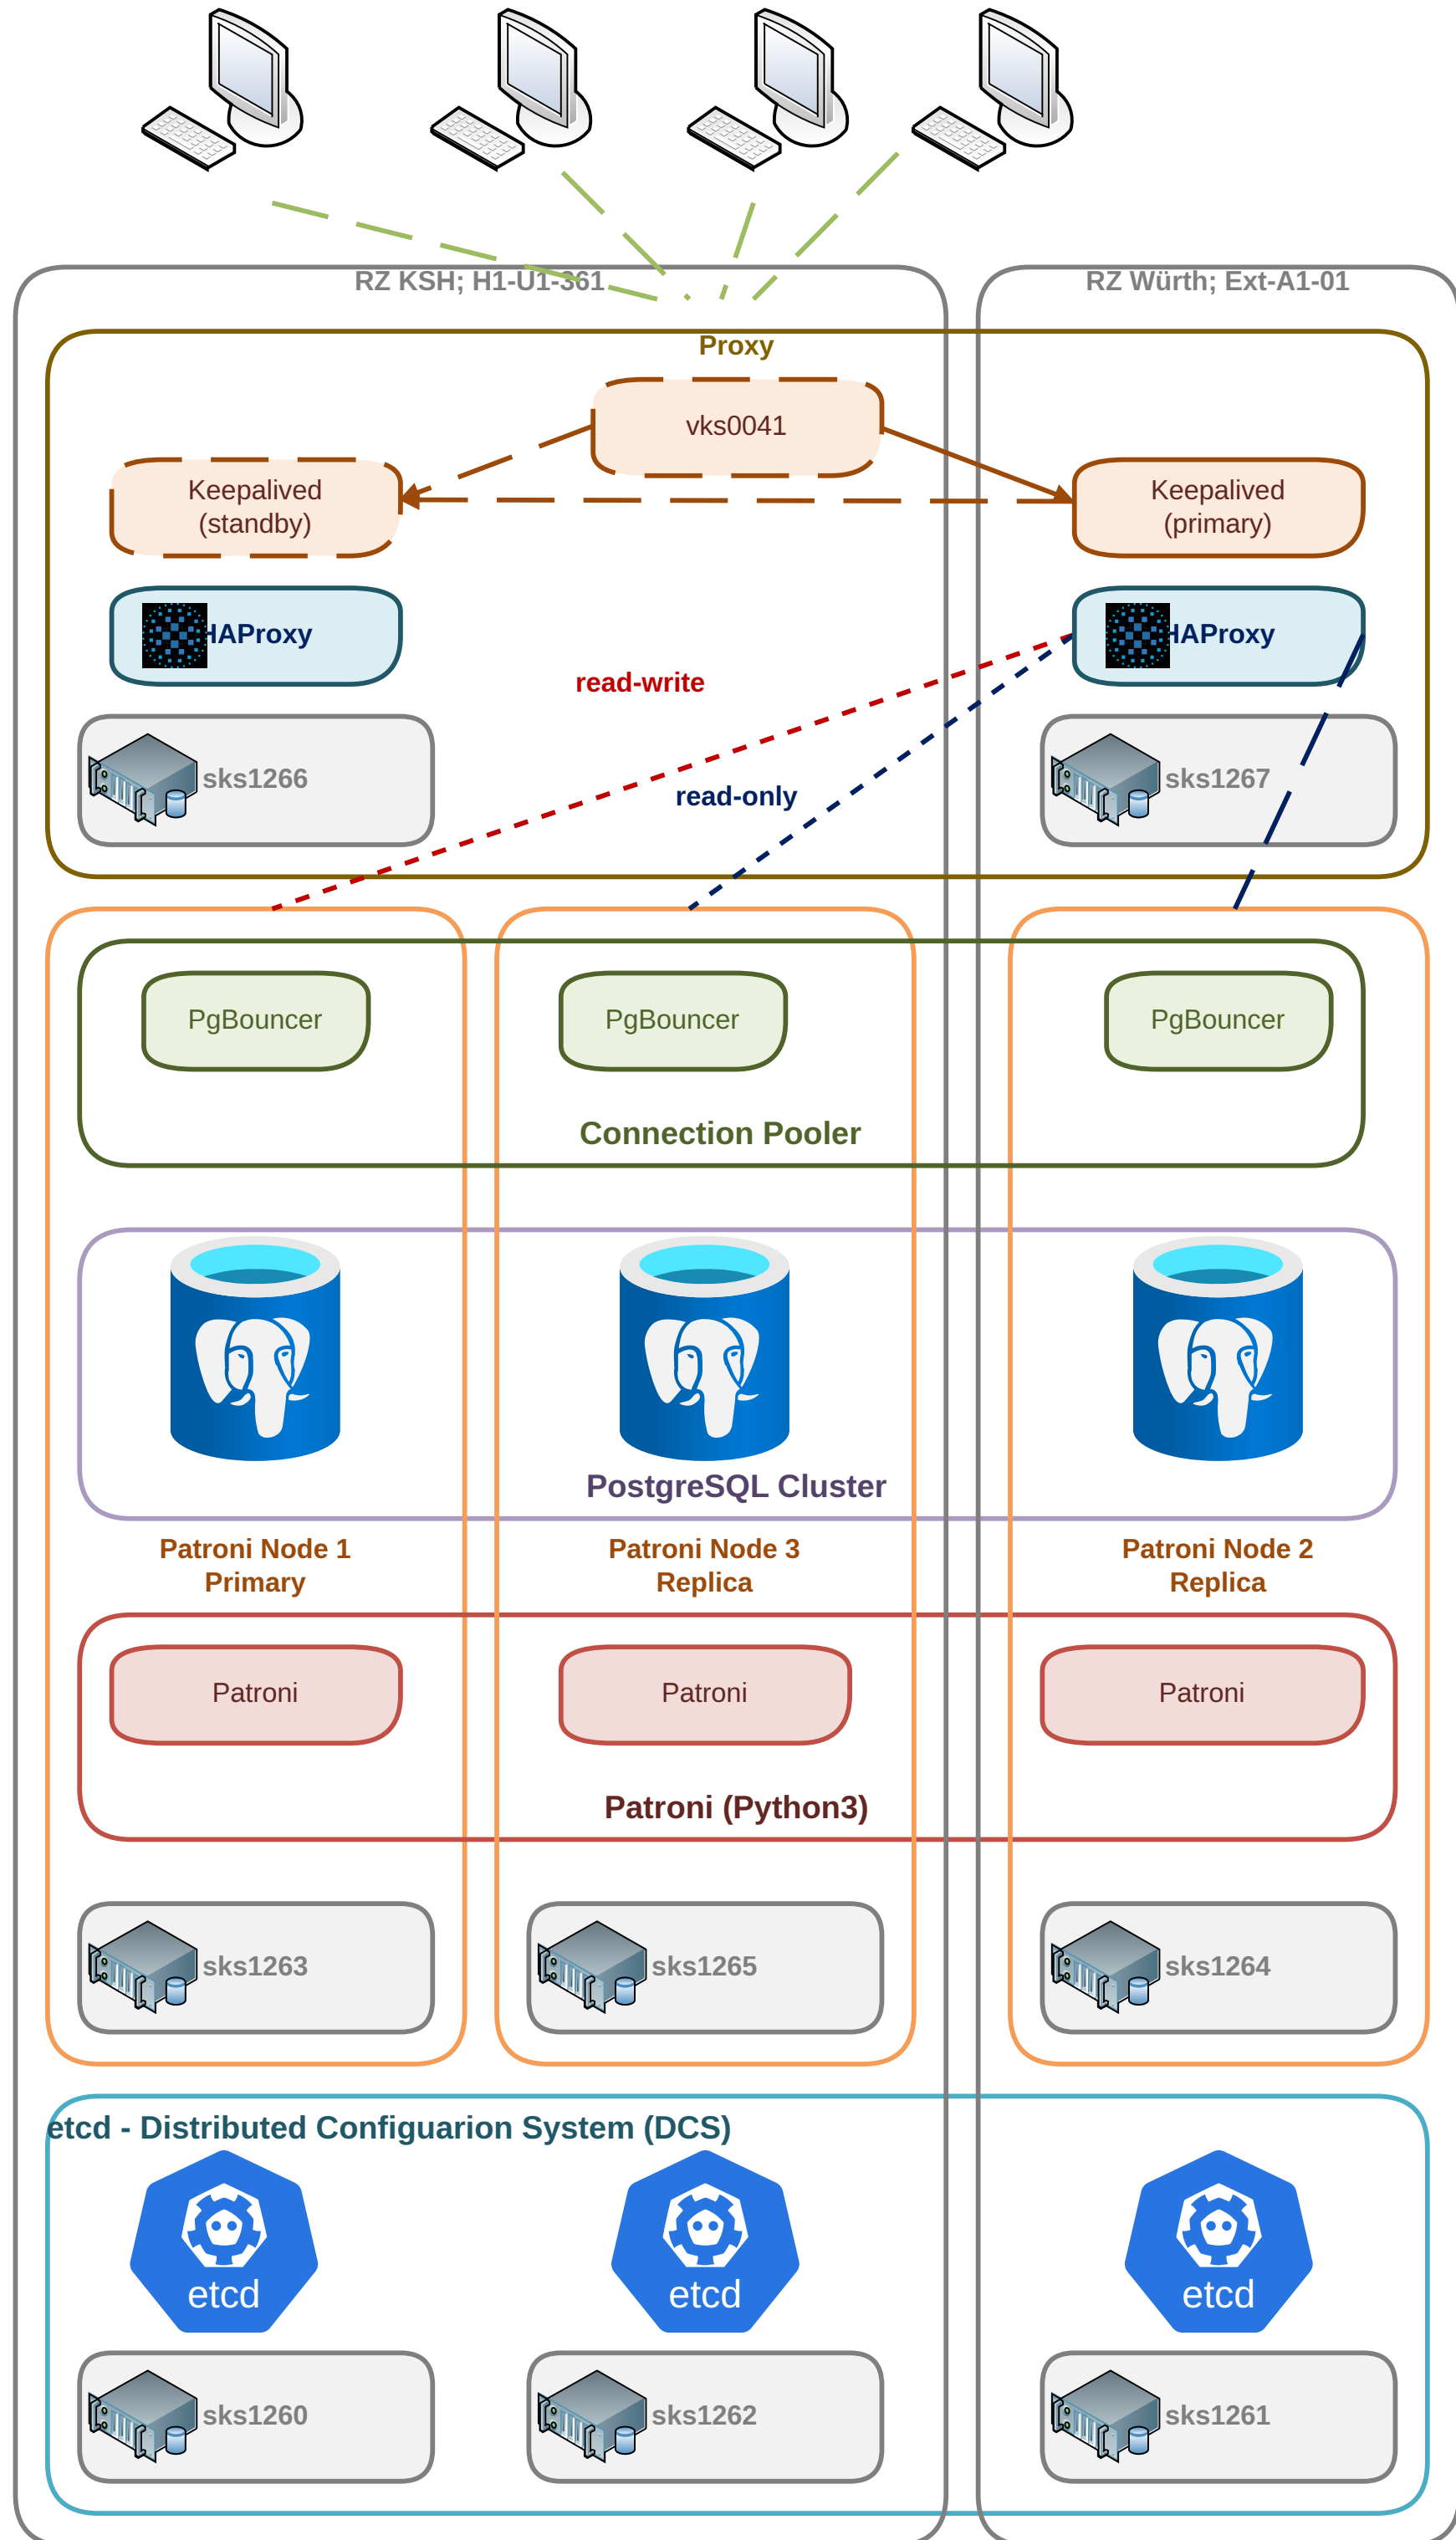 RZ KSH; H1-U1-361
RZ Würth; Ext-A1-01
Proxy
vks0041
Keepalived
(standby)
Keepalived
(primary)
HAProxy
HAProxy
read-write
sks1266
sks1267
read-only
PgBouncer
PgBouncer
PgBouncer
Connection Pooler
PostgreSQL Cluster
Patroni Node 1
Primary
Patroni Node 3
Replica
Patroni Node 2
Replica
Patroni
Patroni
Patroni
Patroni (Python3)
sks1263
sks1265
sks1264
etcd - Distributed Configuarion System (DCS)
etcd
etcd
etcd
sks1260
sks1262
sks1261